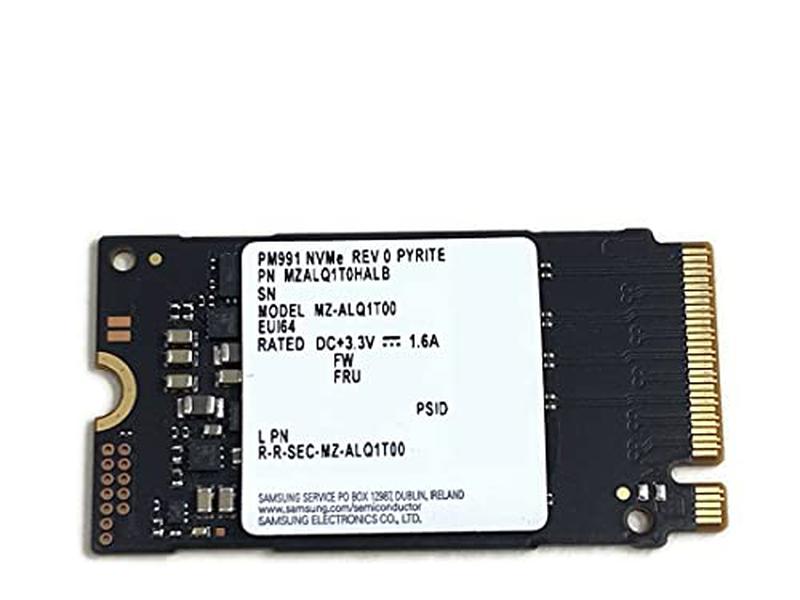 PM991 NVMe REV 0 PYRITE
PN MZALQ1T0HALB
SN
MODEL MZ-ALQ1T00
EUI64
RATED DC+3.3V ⎓ 1.6A
FW
FRU
PSID
L PN
R-R-SEC-MZ-ALQ1T00
SAMSUNG SERVICE PO BOX 12987, DUBLIN, IRELAND
www.samsung.com/semiconductor
SAMSUNG ELECTRONICS CO., LTD.